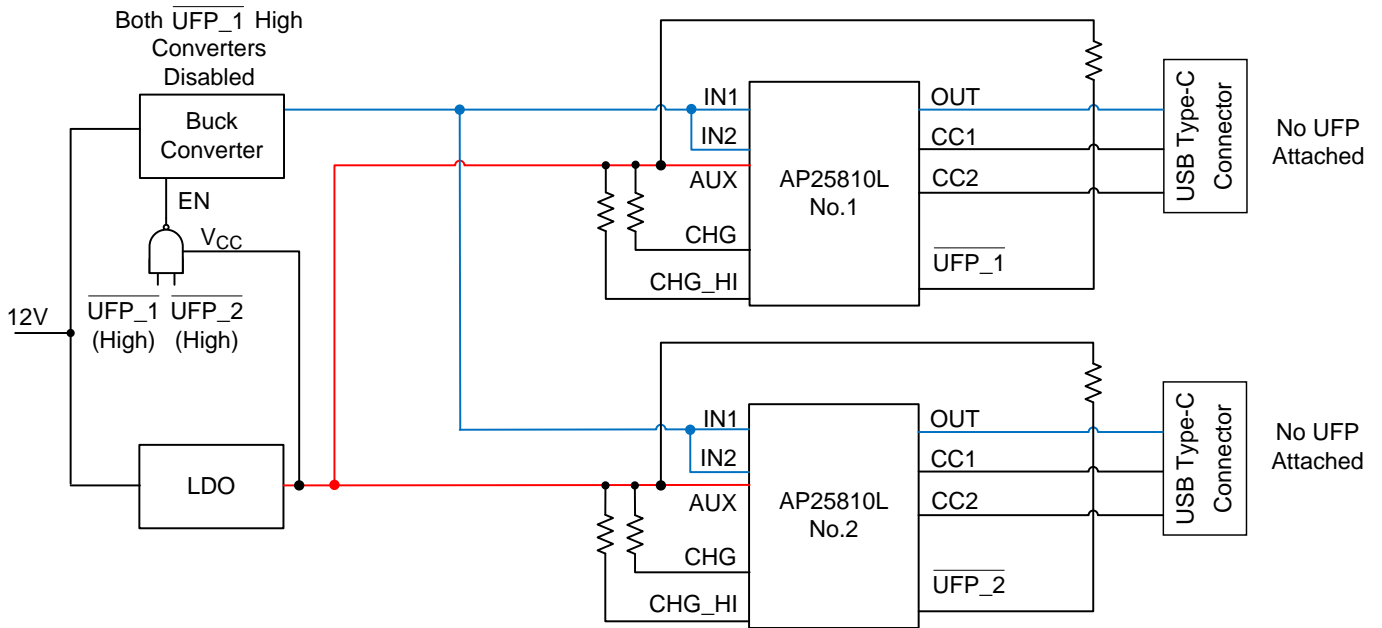 Both UFP_1 High
Converters
Disabled
Buck
Converter
EN
VCC
UFP_1 UFP_2
(High) (High)
12V
LDO
IN1
IN2
AUX
CHG
CHG_HI
AP25810L
No.1
OUT
CC1
CC2
UFP_1
USB Type-C
Connector
No UFP
Attached
IN1
IN2
AUX
CHG
CHG_HI
AP25810L
No.2
OUT
CC1
CC2
UFP_2
USB Type-C
Connector
No UFP
Attached